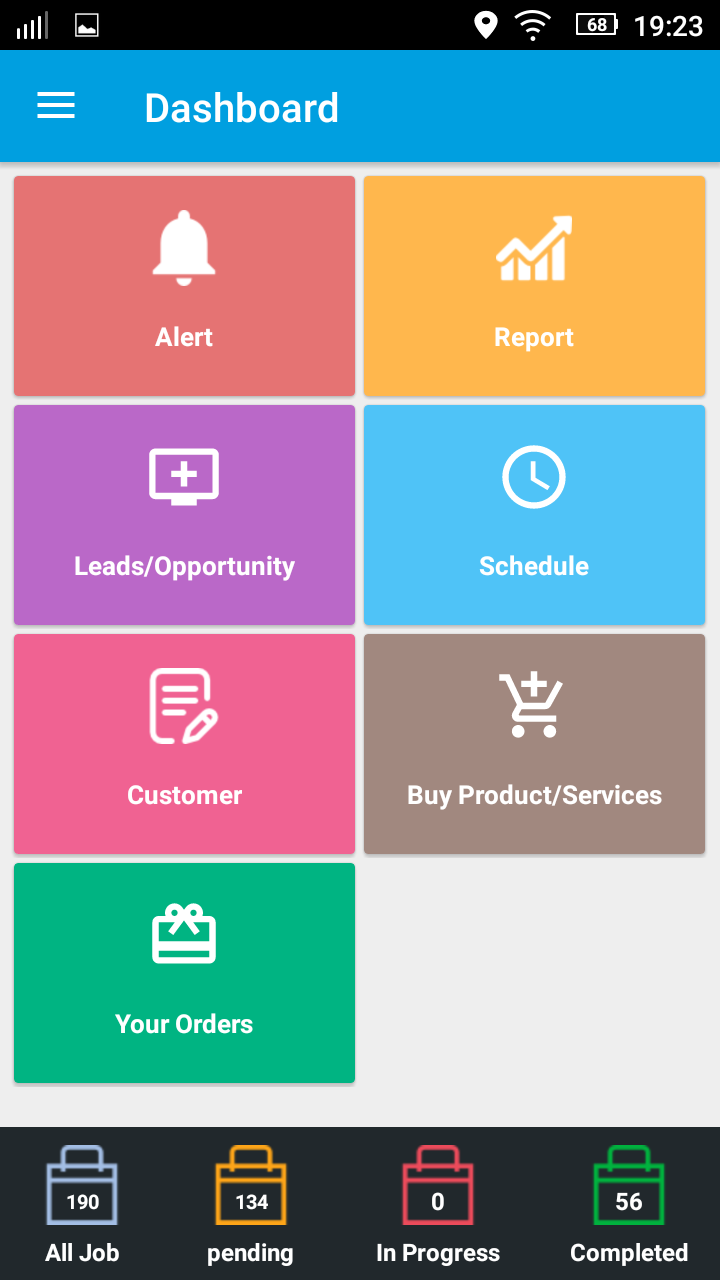 68 19:23
Dashboard
Alert Report
Leads/Opportunity Schedule
Customer Buy Product/Services
Your Orders
190 134 0 56
All Job pending In Progress Completed